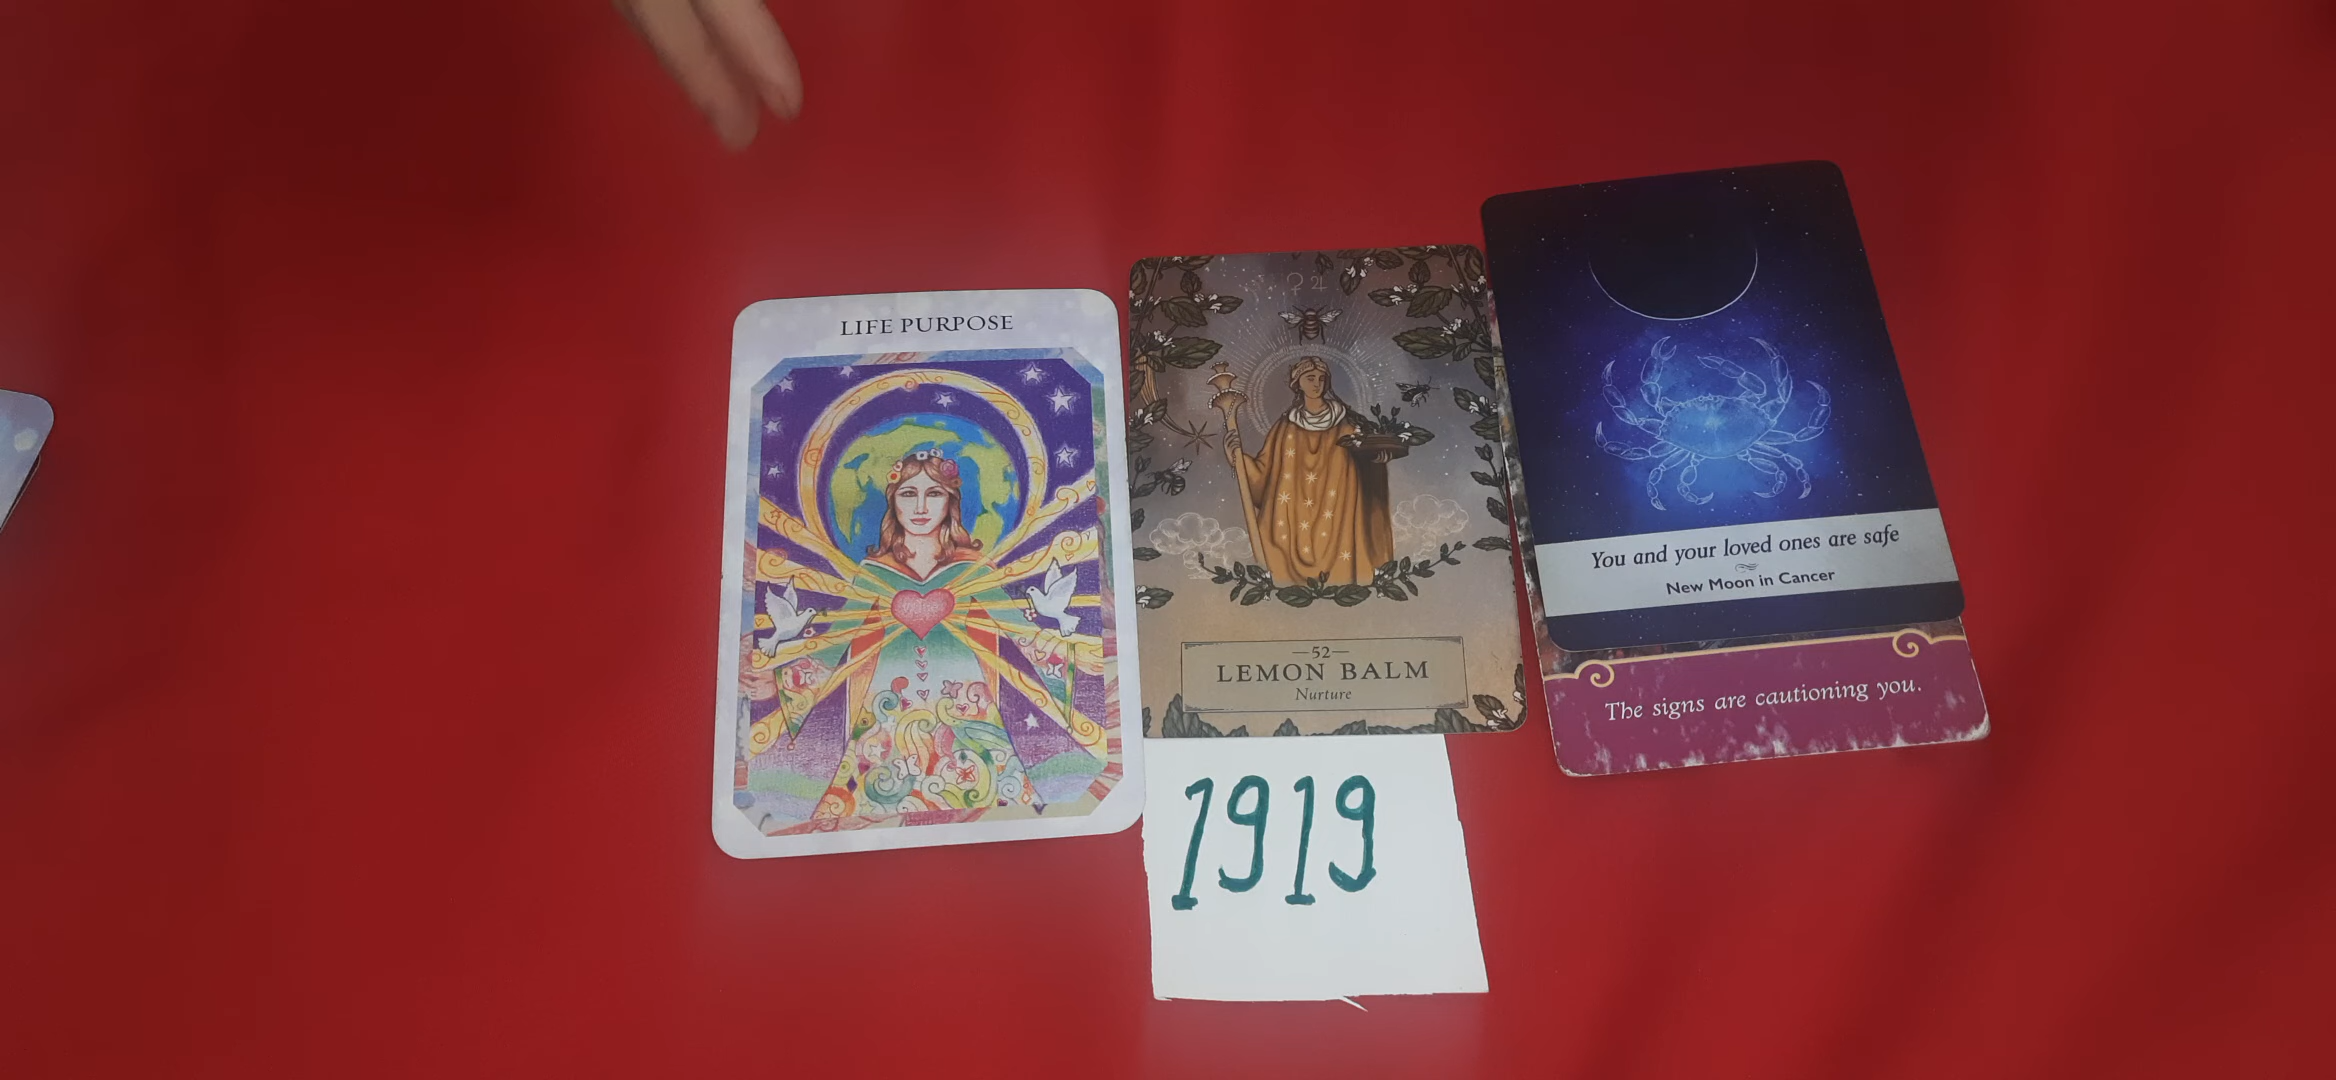 LIFE PURPOSE
—52—
LEMON BALM
Nurture
You and your loved ones are safe
New Moon in Cancer
The signs are cautioning you.
1919